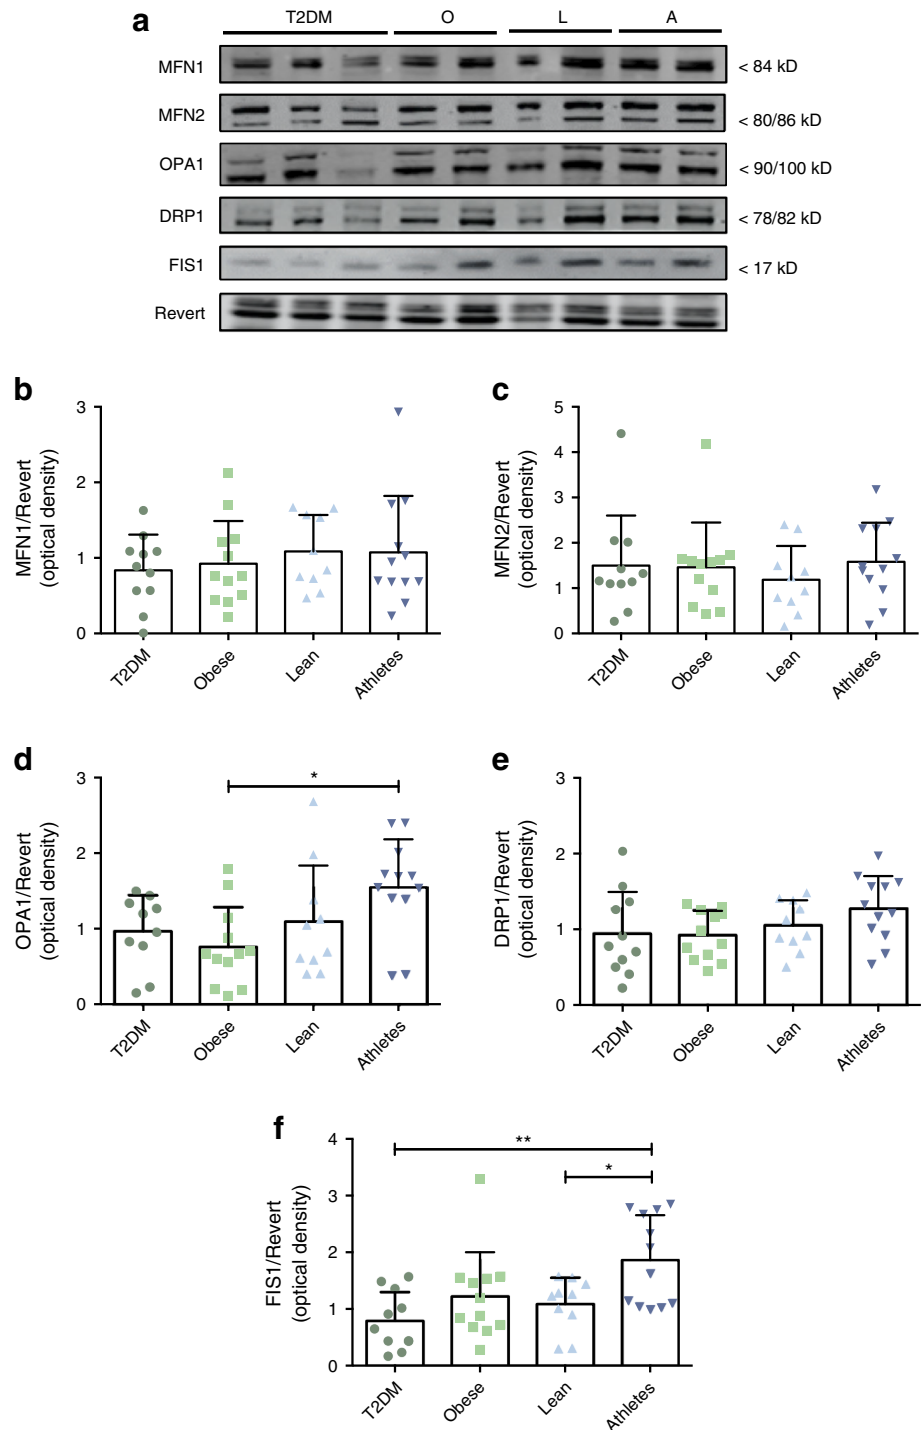 a
T2DM O L A
MFN1 < 84 kD
MFN2 < 80/86 kD
OPA1 < 90/100 kD
DRP1 < 78/82 kD
FIS1 < 17 kD
Revert
b
MFN1/Revert
(optical density)
3
2
1
0
T2DM
Obese
Lean
Athletes
c
MFN2/Revert
(optical density)
5
4
3
2
1
0
T2DM
Obese
Lean
Athletes
d
OPA1/Revert
(optical density)
3
2
1
0
*
T2DM
Obese
Lean
Athletes
e
DRP1/Revert
(optical density)
3
2
1
0
T2DM
Obese
Lean
Athletes
f
FIS1/Revert
(optical density)
4
3
2
1
0
**
*
T2DM
Obese
Lean
Athletes